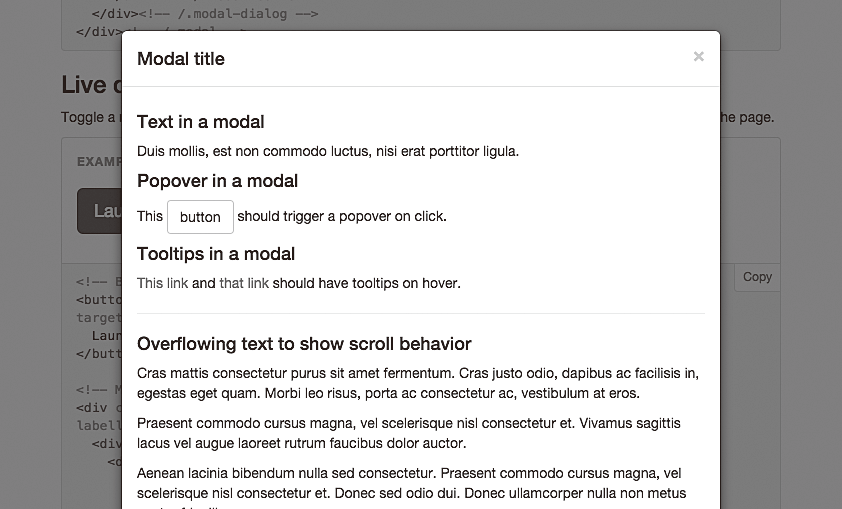 </div><!-- /.modal-dialog -->
</div><!-- /.modal -->
Modal title ×
Live d
Toggle a he page.
Text in a modal
Duis mollis, est non commodo luctus, nisi erat porttitor ligula.
EXAMP
Popover in a modal
Lau
This button should trigger a popover on click.
Tooltips in a modal
This link and that link should have tooltips on hover.
Copy
<!-- B
<button
target
Laun
</butt
Overflowing text to show scroll behavior
Cras mattis consectetur purus sit amet fermentum. Cras justo odio, dapibus ac facilisis in,
egestas eget quam. Morbi leo risus, porta ac consectetur ac, vestibulum at eros.
<!-- M
<div c
labell
<div
<d
Praesent commodo cursus magna, vel scelerisque nisl consectetur et. Vivamus sagittis
lacus vel augue laoreet rutrum faucibus dolor auctor.
Aenean lacinia bibendum nulla sed consectetur. Praesent commodo cursus magna, vel
scelerisque nisl consectetur et. Donec sed odio dui. Donec ullamcorper nulla non metus